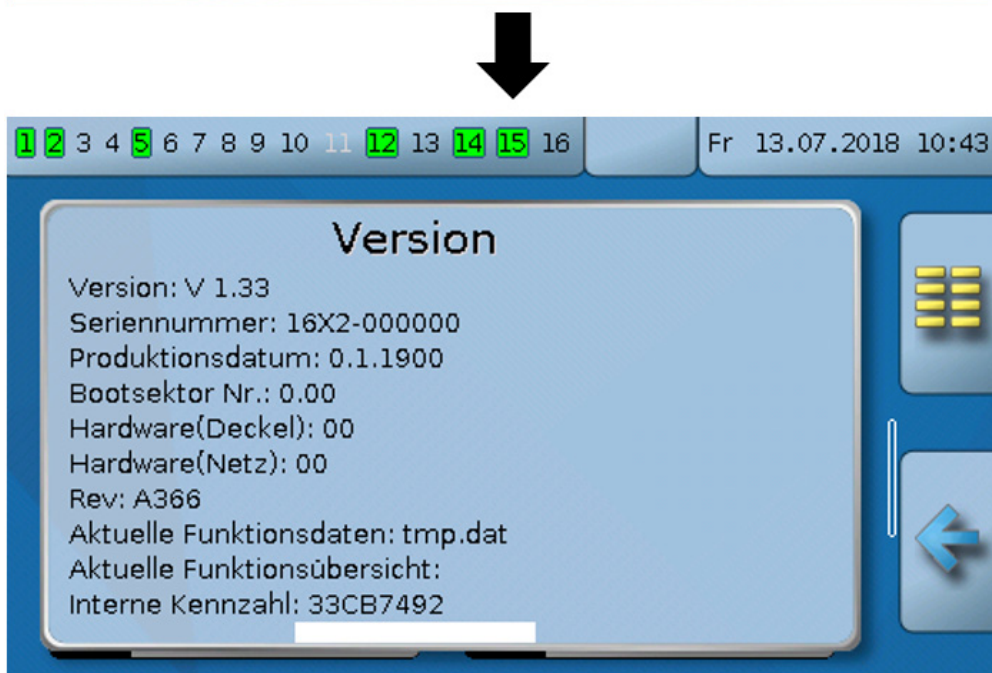 1 2 3 4 5 6 7 8 9 10 11 12 13 14 15 16 Fr 13.07.2018 10:43
Version
Version: V 1.33
Seriennummer: 16X2-000000
Produktionsdatum: 0.1.1900
Bootsektor Nr.: 0.00
Hardware(Deckel): 00
Hardware(Netz): 00
Rev: A366
Aktuelle Funktionsdaten: tmp.dat
Aktuelle Funktionsübersicht:
Interne Kennzahl: 33CB7492